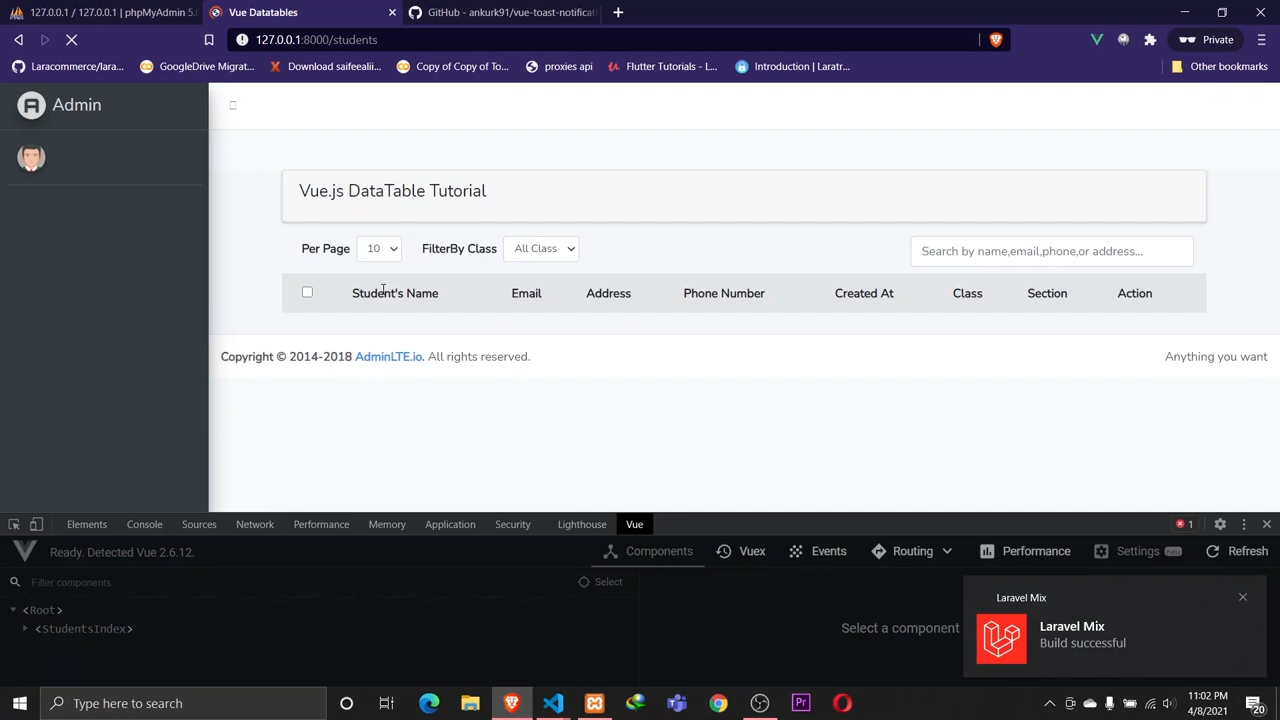 127.0.0.1 / 127.0.0.1 | phpMyAdmin 5.
Vue Datatables
GitHub - ankurk91/vue-toast-notificat
127.0.0.1:8000/students
Private
Laracommerce/lara...
GoogleDrive Migrat...
Download saifeealii...
Copy of Copy of To...
proxies api
Flutter Tutorials - L...
Introduction | Laratr...
Other bookmarks
Admin
Vue.js DataTable Tutorial
Per Page
10
FilterBy Class
All Class
Search by name,email,phone,or address...
Student's Name
Email
Address
Phone Number
Created At
Class
Section
Action
Copyright © 2014-2018 AdminLTE.io. All rights reserved.
Anything you want
Elements
Console
Sources
Network
Performance
Memory
Application
Security
Lighthouse
Vue
1
Ready. Detected Vue 2.6.12.
Components
Vuex
Events
Routing
Performance
Settings
Refresh
Filter components
Select
<Root>
<StudentsIndex>
Select a component
Laravel Mix
Laravel Mix
Build successful
Type here to search
11:02 PM
4/8/2021
20